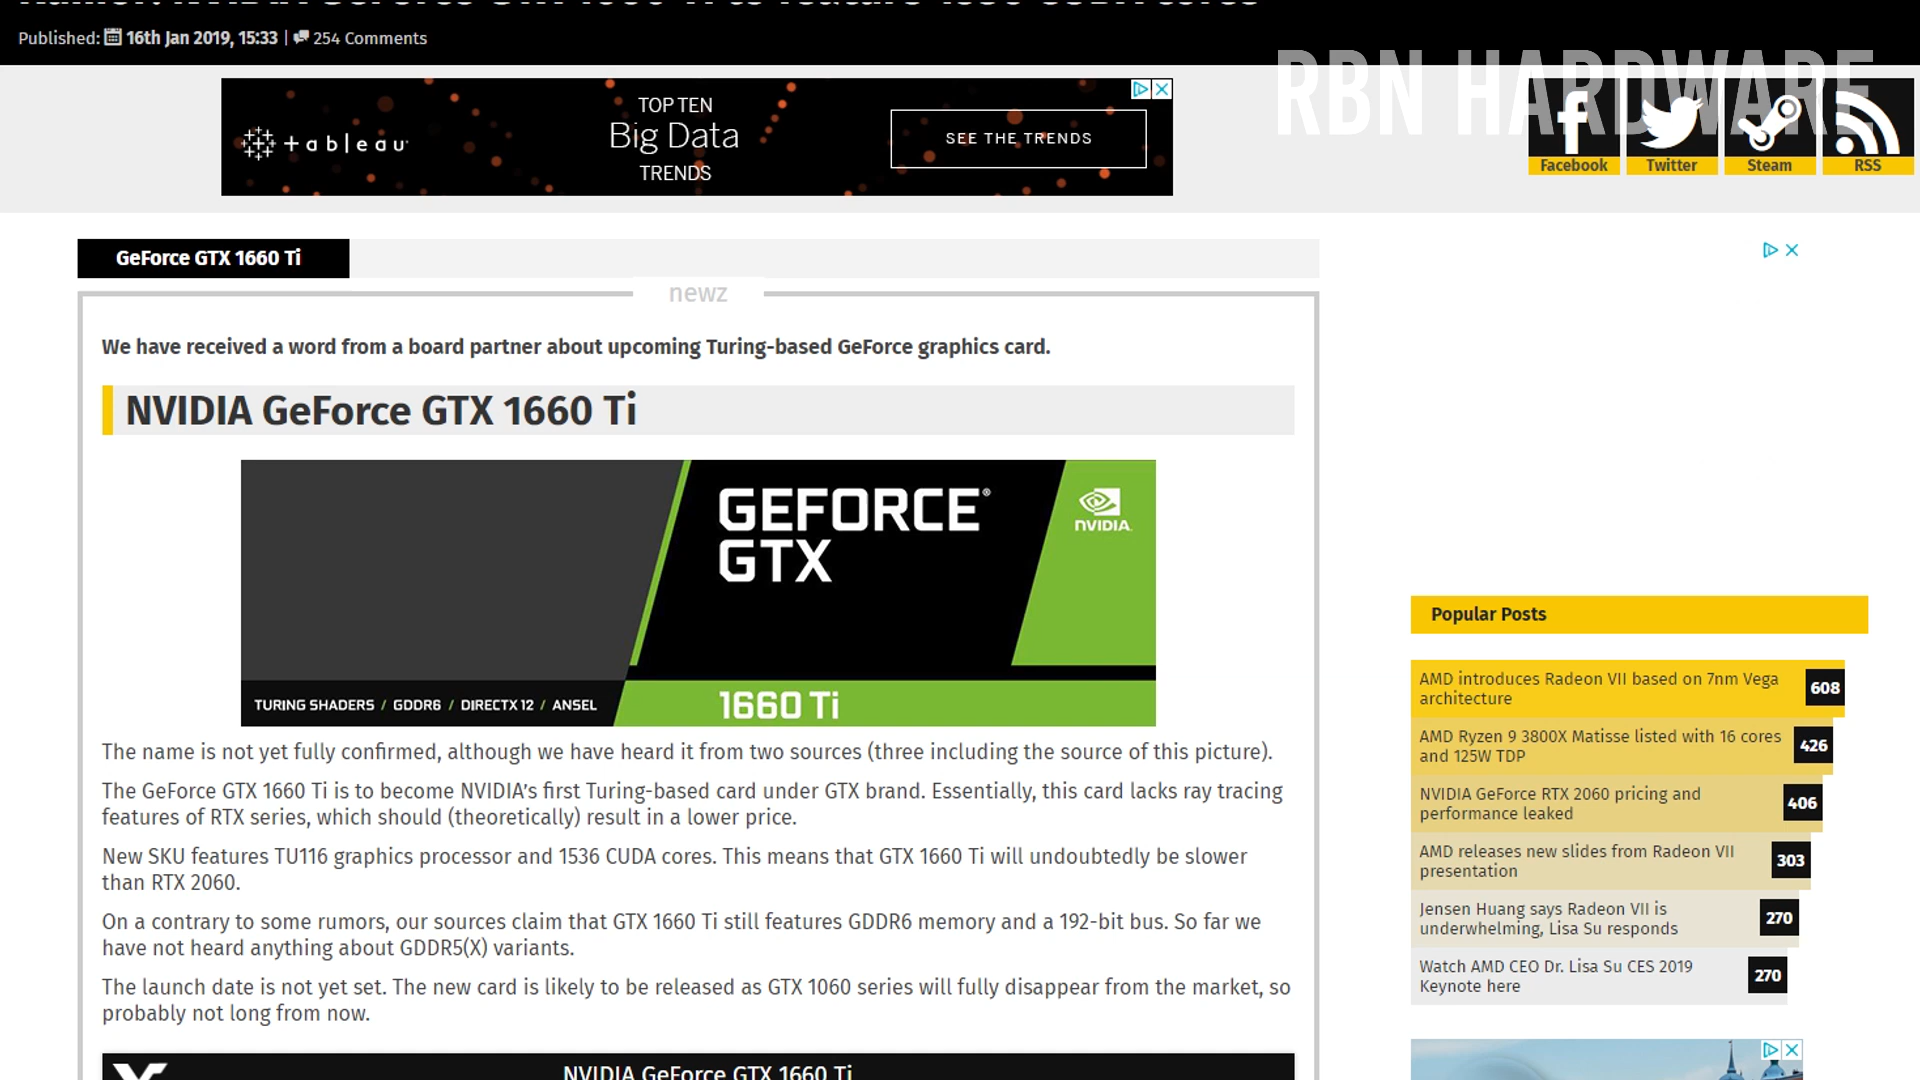 Rumor: NVIDIA GeForce GTX 1660 Ti to feature 1536 CUDA cores
Published: 16th Jan 2019, 15:33 | 254 Comments
RBN HARDWARE
TOP TEN
Big Data
TRENDS
+ableau
SEE THE TRENDS
Facebook
Twitter
Steam
RSS
GeForce GTX 1660 Ti
newz
We have received a word from a board partner about upcoming Turing-based GeForce graphics card.
NVIDIA GeForce GTX 1660 Ti
GEFORCE®
GTX
NVIDIA.
TURING SHADERS / GDDR6 / DIRECTX 12 / ANSEL
1660 Ti
The name is not yet fully confirmed, although we have heard it from two sources (three including the source of this picture).
The GeForce GTX 1660 Ti is to become NVIDIA's first Turing-based card under GTX brand. Essentially, this card lacks ray tracing
features of RTX series, which should (theoretically) result in a lower price.
New SKU features TU116 graphics processor and 1536 CUDA cores. This means that GTX 1660 Ti will undoubtedly be slower
than RTX 2060.
On a contrary to some rumors, our sources claim that GTX 1660 Ti still features GDDR6 memory and a 192-bit bus. So far we
have not heard anything about GDDR5(X) variants.
The launch date is not yet set. The new card is likely to be released as GTX 1060 series will fully disappear from the market, so
probably not long from now.
NVIDIA GeForce GTX 1660 Ti
Popular Posts
AMD introduces Radeon VII based on 7nm Vega
architecture
608
AMD Ryzen 9 3800X Matisse listed with 16 cores
and 125W TDP
426
NVIDIA GeForce RTX 2060 pricing and
performance leaked
406
AMD releases new slides from Radeon VII
presentation
303
Jensen Huang says Radeon VII is
underwhelming, Lisa Su responds
270
Watch AMD CEO Dr. Lisa Su CES 2019
Keynote here
270